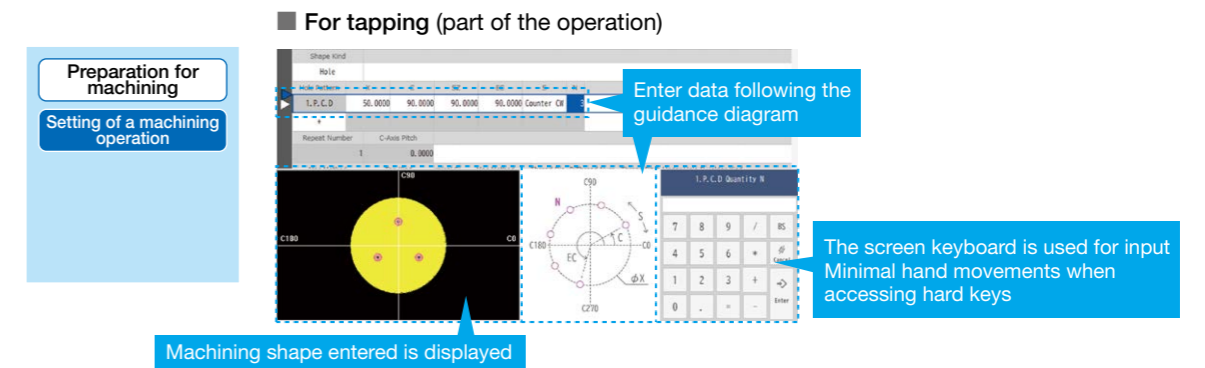 ■ For tapping (part of the operation)
Preparation for
machining
Setting of a machining
operation
Shape Kind
Hole
1.P.C.D 50.0000 90.0000 90.0000 90.0000 Counter CW 3
*
Repeat Number C-Axis Pitch
1 0.0000
Enter data following the
guidance diagram
C90
C180 C0
C90
N
S
C
C180 C0
EC
φX
C270
1.P.C.D Quantity N
7 8 9 / BS
4 5 6 * Cancel
1 2 3 +
0 . = - Enter
The screen keyboard is used for input
Minimal hand movements when
accessing hard keys
Machining shape entered is displayed